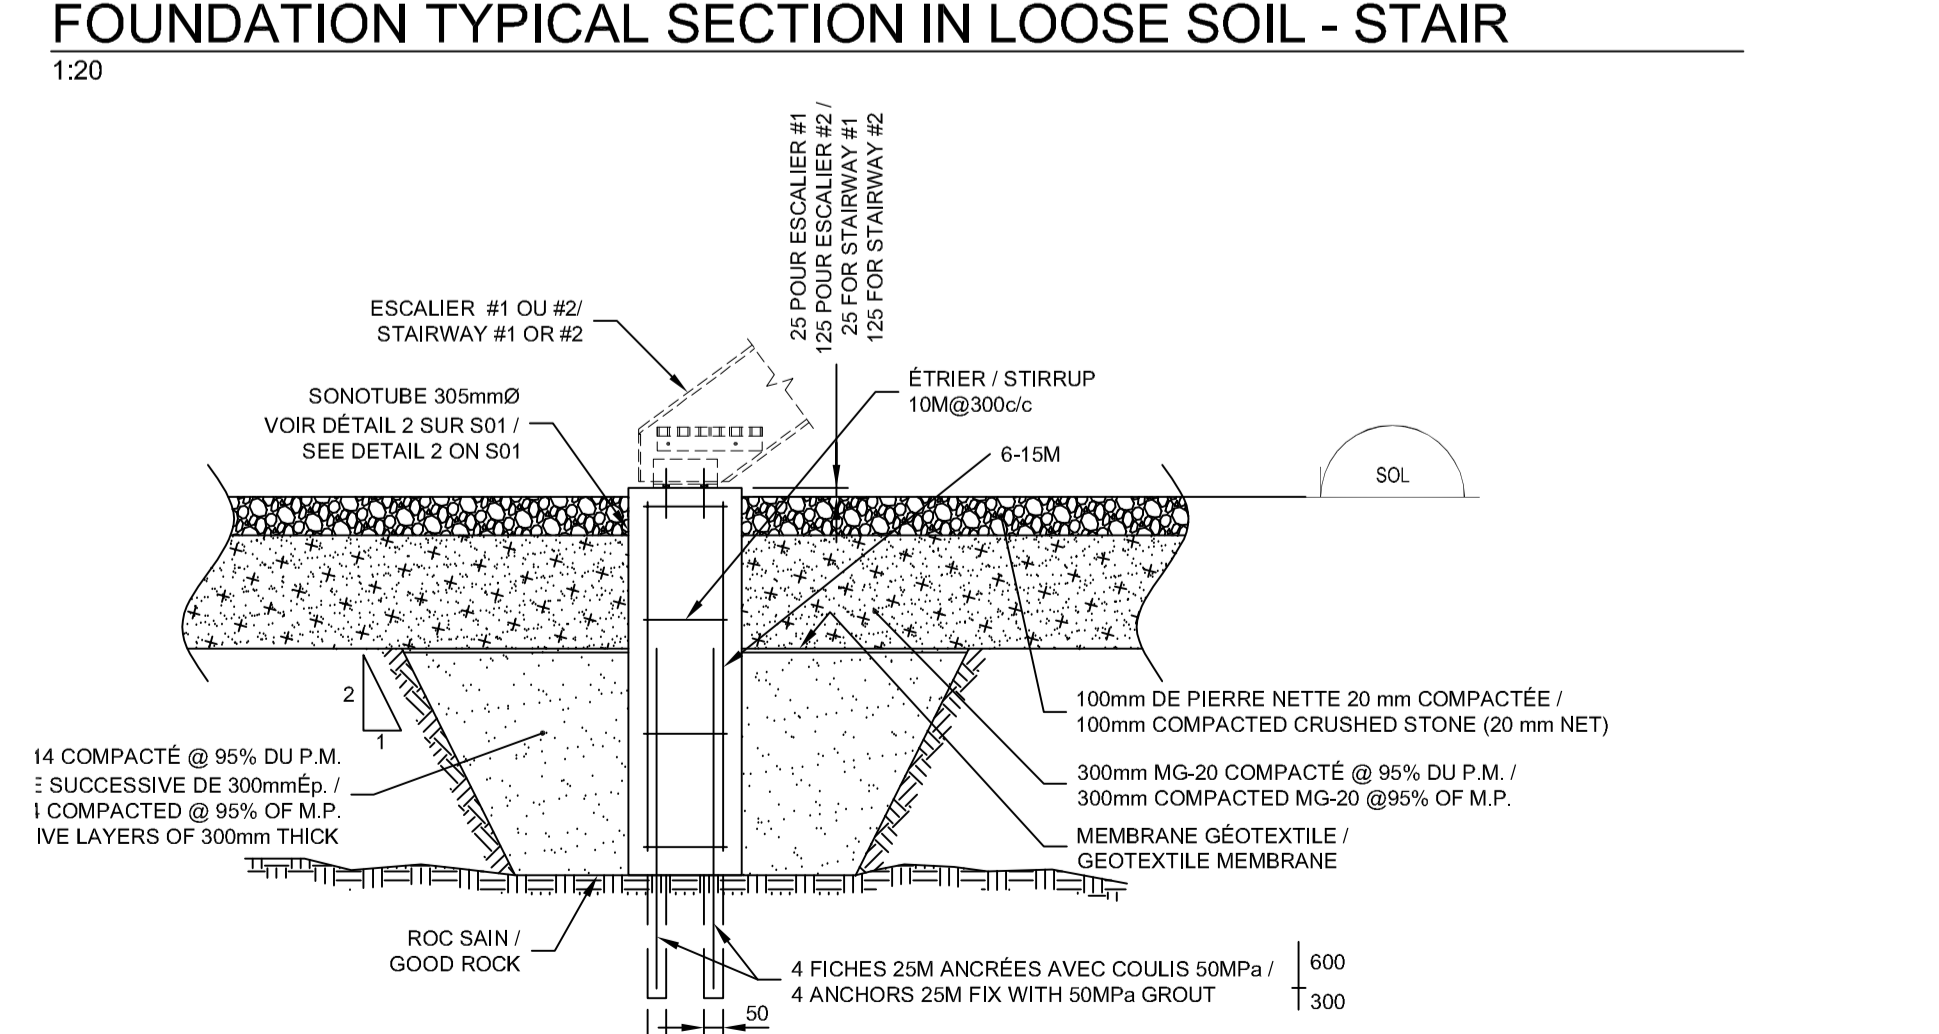 FOUNDATION TYPICAL SECTION IN LOOSE SOIL - STAIR
1:20
25 POUR ESCALIER #1
125 POUR ESCALIER #2 /
25 FOR STAIRWAY #1
125 FOR STAIRWAY #2
ESCALIER #1 OU #2/
STAIRWAY #1 OR #2
SONOTUBE 305mmØ
VOIR DÉTAIL 2 SUR S01 /
SEE DETAIL 2 ON S01
ÉTRIER / STIRRUP
10M@300c/c
6-15M
SOL
2
1
14 COMPACTÉ @ 95% DU P.M.
SUCCESSIVE DE 300mmÉp. /
COMPACTED @ 95% OF M.P.
IVE LAYERS OF 300mm THICK
100mm DE PIERRE NETTE 20 mm COMPACTÉE /
100mm COMPACTED CRUSHED STONE (20 mm NET)
300mm MG-20 COMPACTÉ @ 95% DU P.M. /
300mm COMPACTED MG-20 @95% OF M.P.
MEMBRANE GÉOTEXTILE /
GEOTEXTILE MEMBRANE
ROC SAIN /
GOOD ROCK
4 FICHES 25M ANCRÉES AVEC COULIS 50MPa /
4 ANCHORS 25M FIX WITH 50MPa GROUT
600
300
50